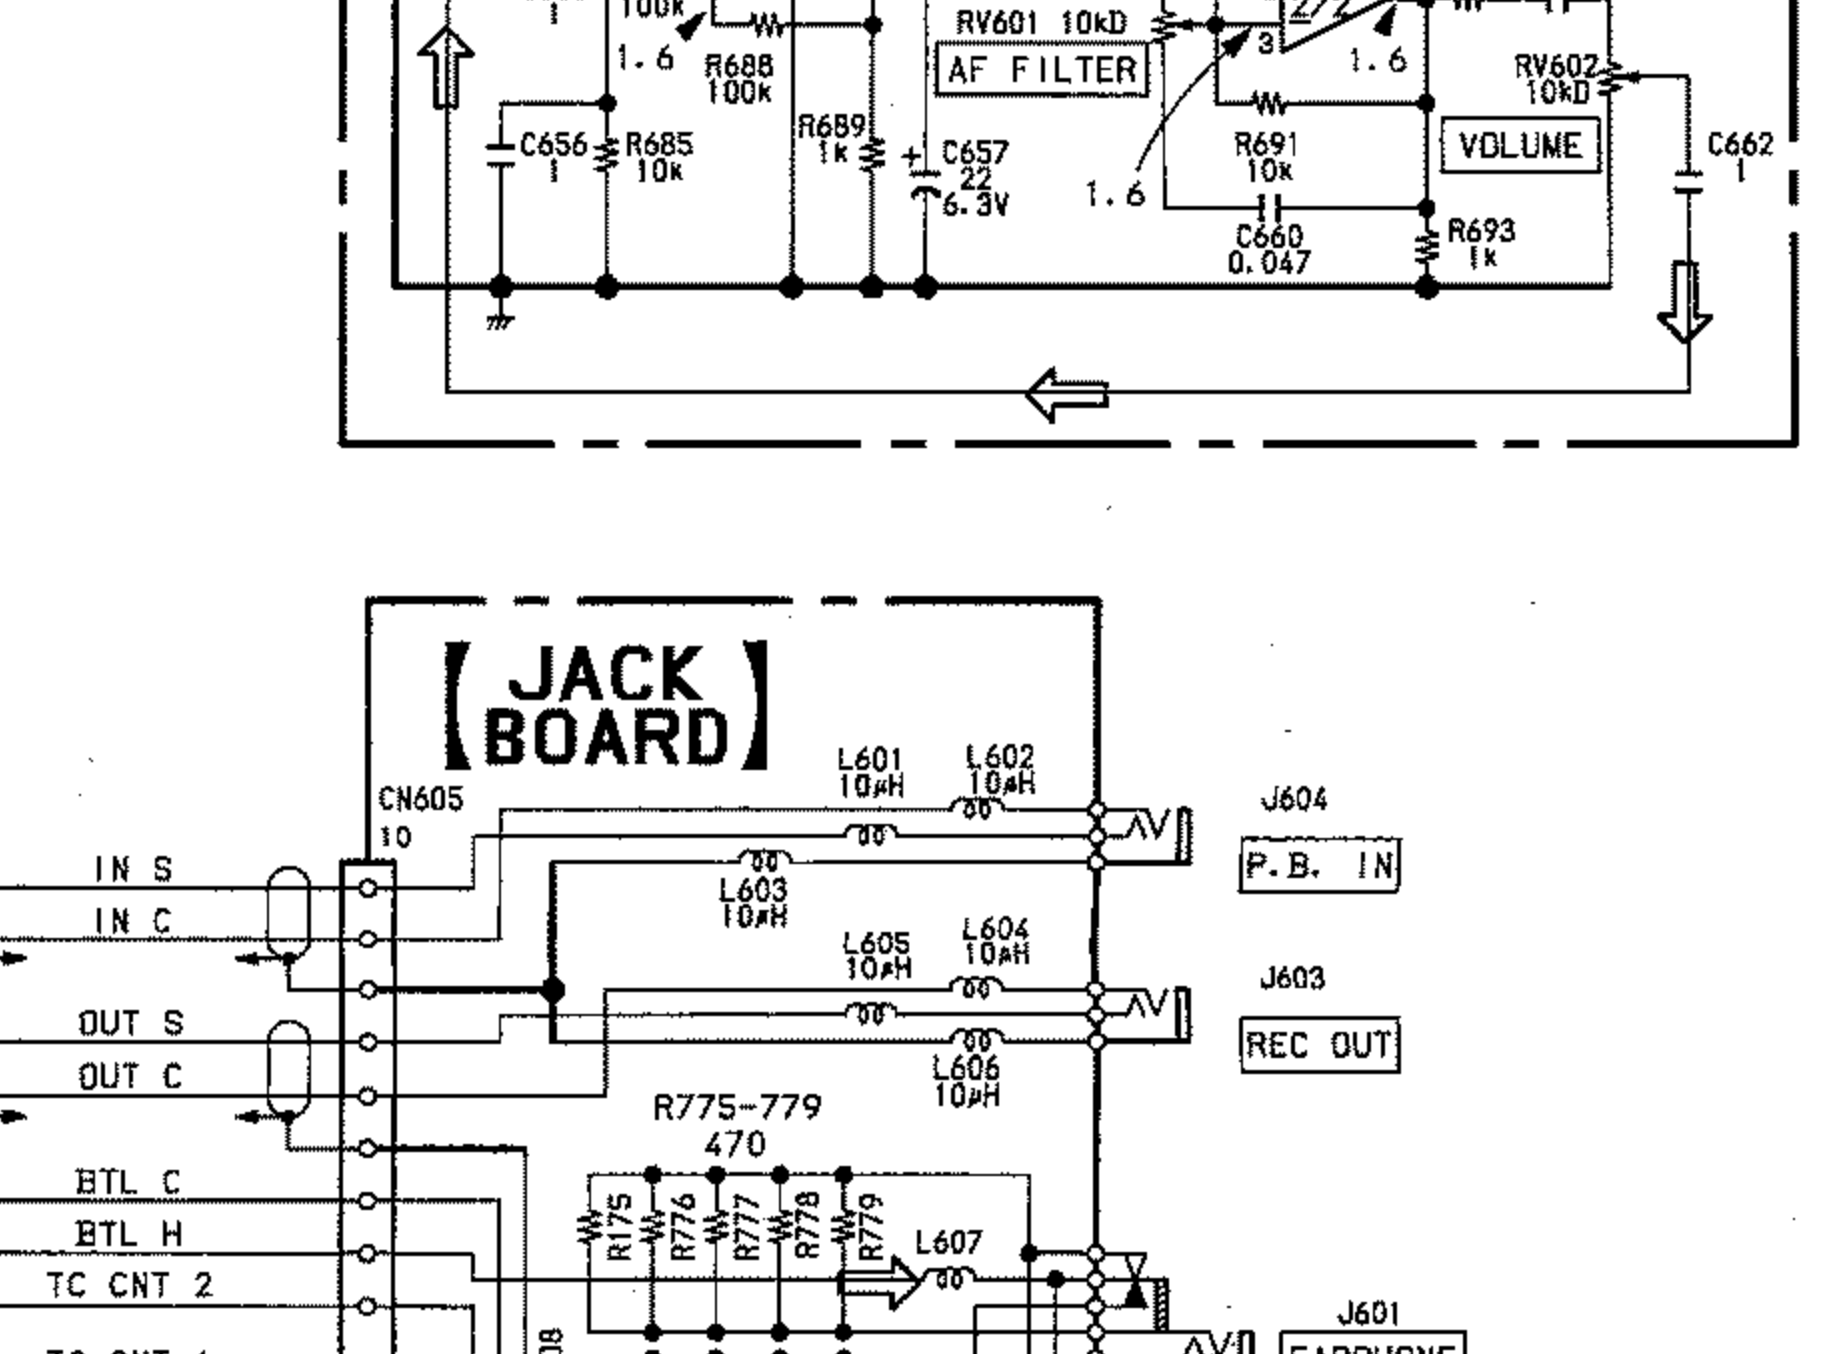 100k
1.6
R688
100k
RV601 10kD
AF FILTER
3
2/2
1.6
RV602
10kD
C656
1
R685
10k
R689
1k
C657
22
6.3V
+
1.6
R691
10k
VOLUME
C662
1
C660
0.047
R693
1k
【JACK
BOARD】
L601
10μH
L602
10μH
CN605
10
J604
P.B. IN
IN S
IN C
L603
10μH
L605
10μH
L604
10μH
J603
REC OUT
OUT S
OUT C
L606
10μH
R775-779
470
BTL C
BTL H
TC CNT 2
R175
R776
R777
R778
R779
L607
J601
EARPHONE